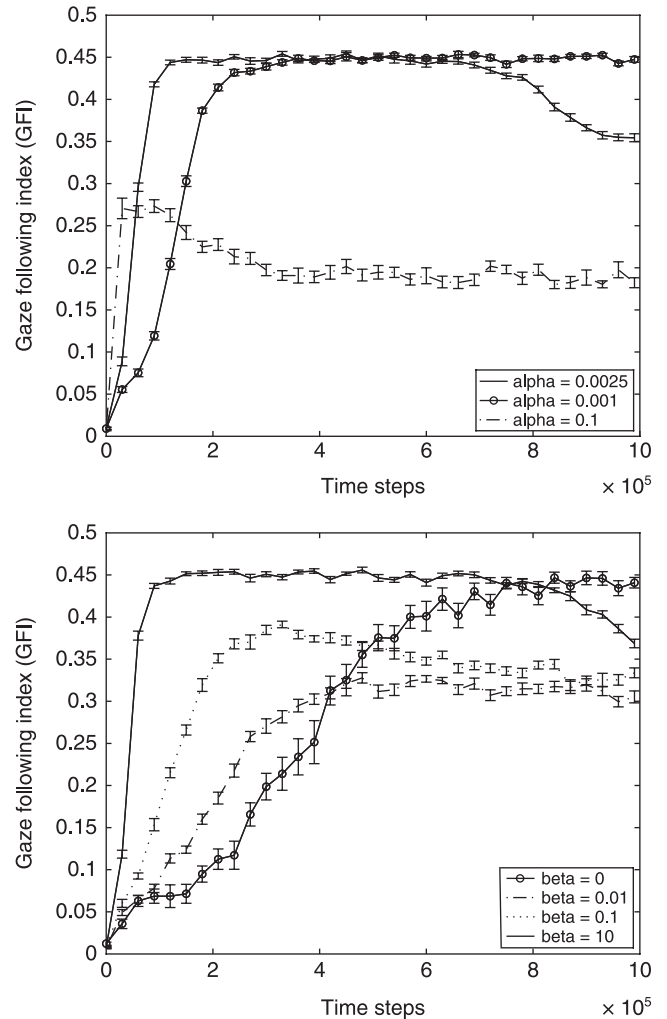 0.5
0.45
0.4
0.35
0.3
0.25
0.2
0.15
0.1
0.05
0
Gaze following index (GFI)
alpha = 0.0025
alpha = 0.001
alpha = 0.1
0 2 4 6 8 10
Time steps × 10⁵
0.5
0.45
0.4
0.35
0.3
0.25
0.2
0.15
0.1
0.05
0
Gaze following index (GFI)
beta = 0
beta = 0.01
beta = 0.1
beta = 10
0 2 4 6 8 10
Time steps × 10⁵